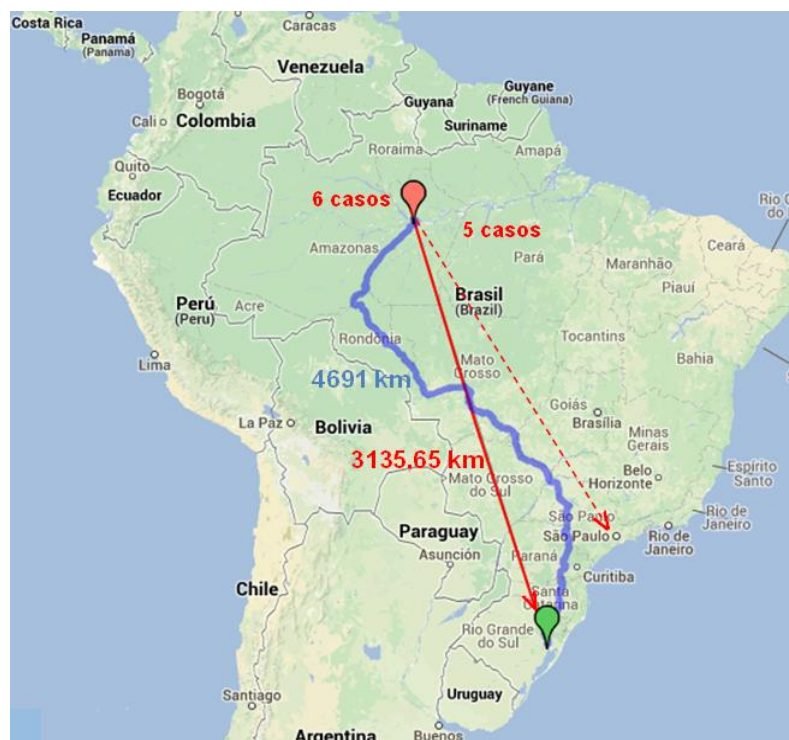 Costa Rica
Panamá
(Panama)
Caracas
Venezuela
Bogotá
Cali
Colombia
Guyana
Guyane
(French Guiana)
Suriname
Roraima
Amapá
Quito
Ecuador
6 casos
5 casos
Amazonas
Pará
Maranhão
Ceará
Piauí
Perú
(Peru)
Acre
Brasil
(Brazil)
Rondônia
Tocantins
Lima
Mato
Grosso
Bahia
4691 km
La Paz
Bolivia
Goiás
Brasília
Minas
Gerais
3135,65 km
Mato Grosso
do Sul
Belo
Horizonte
Espírito
Santo
São Paulo
São Paulo
Rio de
Janeiro
Rio de
Janeiro
Paraguay
Asunción
Paraná
Curitiba
Chile
Santa
Catarina
Rio Grande
do Sul
Uruguay
Santiago
Argentina
Buenos